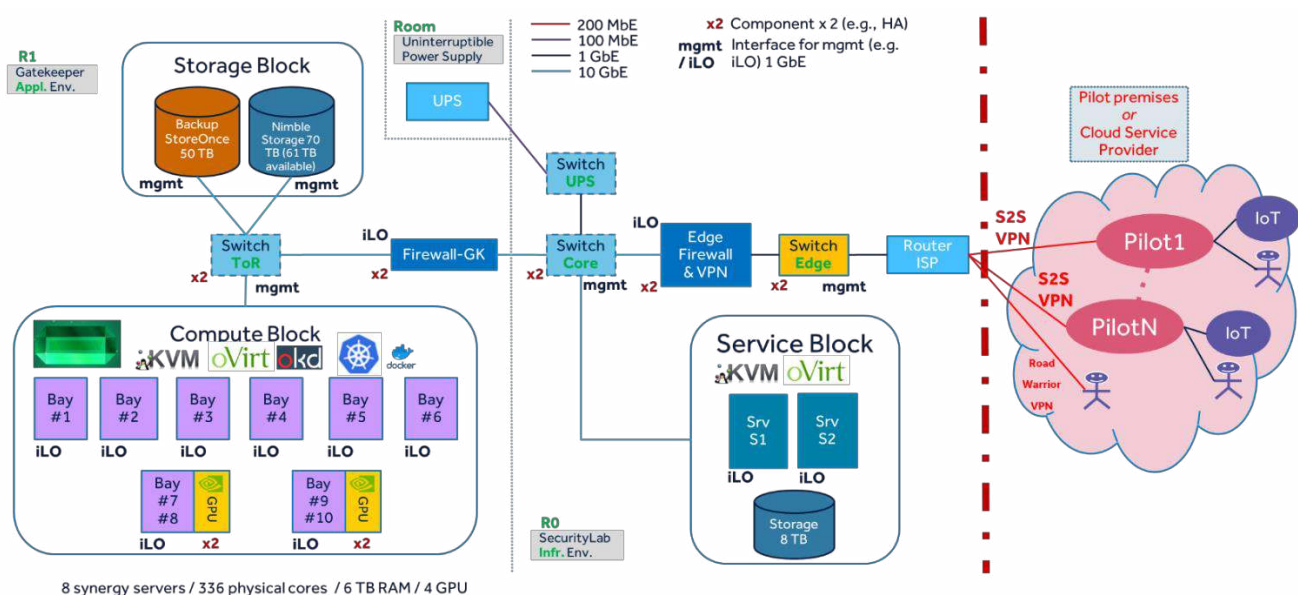 R1
Gatekeeper
Appl. Env.
Storage Block
Backup
StoreOnce
50 TB
Nimble
Storage 70
TB (61 TB
available)
mgmt
mgmt
Room
Uninterruptible
Power Supply
UPS
200 MbE
100 MbE
1 GbE
10 GbE
x2 Component x 2 (e.g., HA)
mgmt Interface for mgmt (e.g.
/ iLO iLO) 1 GbE
Switch
UPS
Switch
ToR
x2
mgmt
iLO
Firewall-GK
x2
Switch
Core
x2
mgmt
iLO
Edge
Firewall
& VPN
x2
Switch
Edge
x2
mgmt
Router
ISP
Pilot premises
or
Cloud Service
Provider
S2S
VPN
Pilot1
IoT
S2S
VPN
PilotN
IoT
Road
Warrior
VPN
Compute Block
KVM
oVirt
okd
docker
Bay
#1
Bay
#2
Bay
#3
Bay
#4
Bay
#5
Bay
#6
iLO
iLO
iLO
iLO
iLO
iLO
Bay
#7
#8
GPU
iLO
x2
Bay
#9
#10
GPU
iLO
x2
8 synergy servers / 336 physical cores / 6 TB RAM / 4 GPU
R0
SecurityLab
Infr. Env.
Service Block
KVM
oVirt
Srv
S1
Srv
S2
iLO
iLO
Storage
8 TB